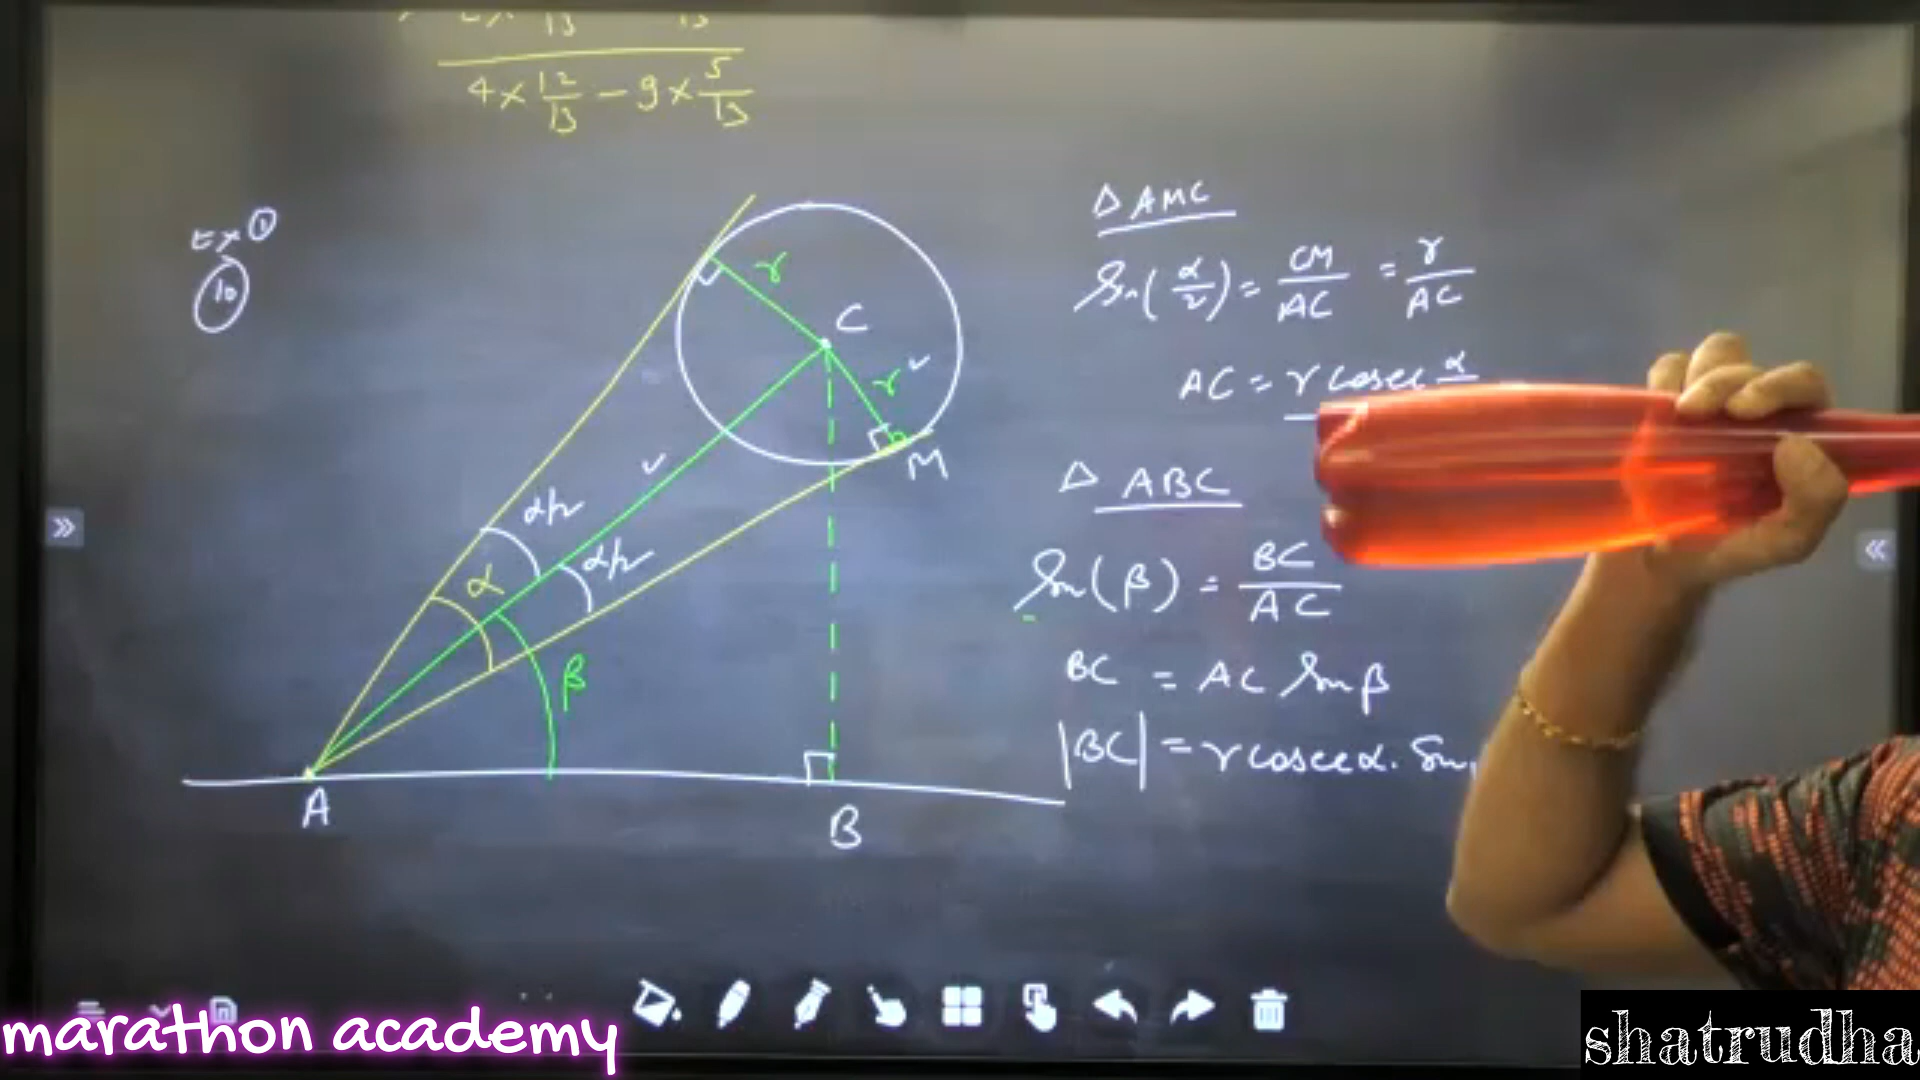 4 × 12/13 − 9 × 5/13
Ex ①
10
r
C
r
M
α/2
α/2
α
β
A
B
Δ AMC
Sin(α/2) = CM/AC = r/AC
AC = r cosec α
Δ ABC
Sin(β) = BC/AC
BC = AC Sin β
|BC| = r cosec α. Sin
marathon academy
shatrudha